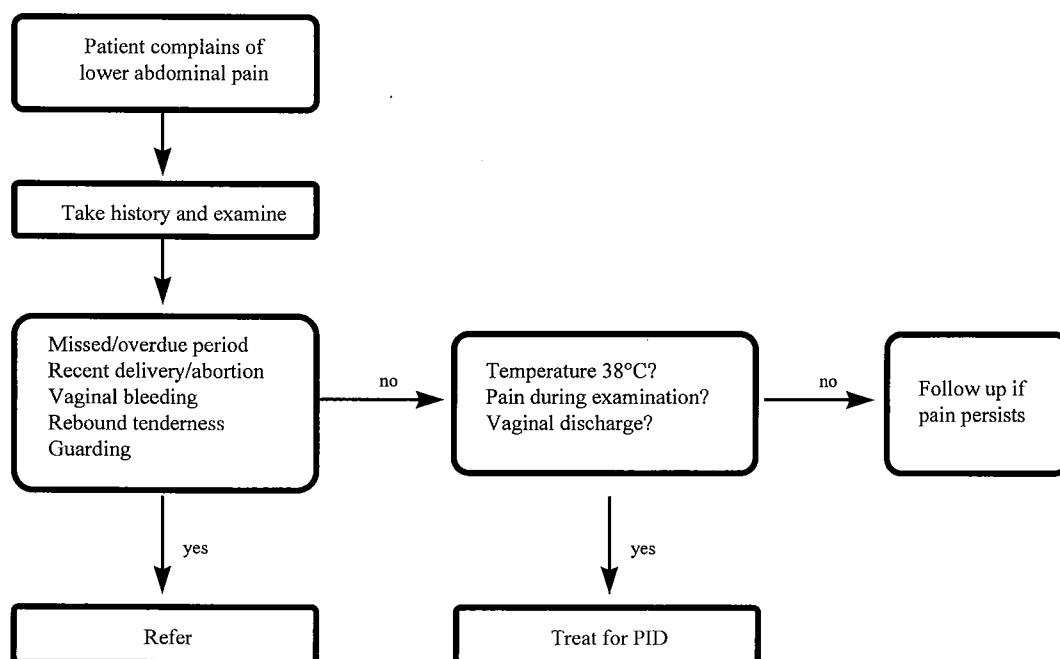 Patient complains of
lower abdominal pain
Take history and examine
Missed/overdue period
Recent delivery/abortion
Vaginal bleeding
Rebound tenderness
Guarding
no
Temperature 38°C?
Pain during examination?
Vaginal discharge?
no
Follow up if
pain persists
yes
yes
Refer
Treat for PID